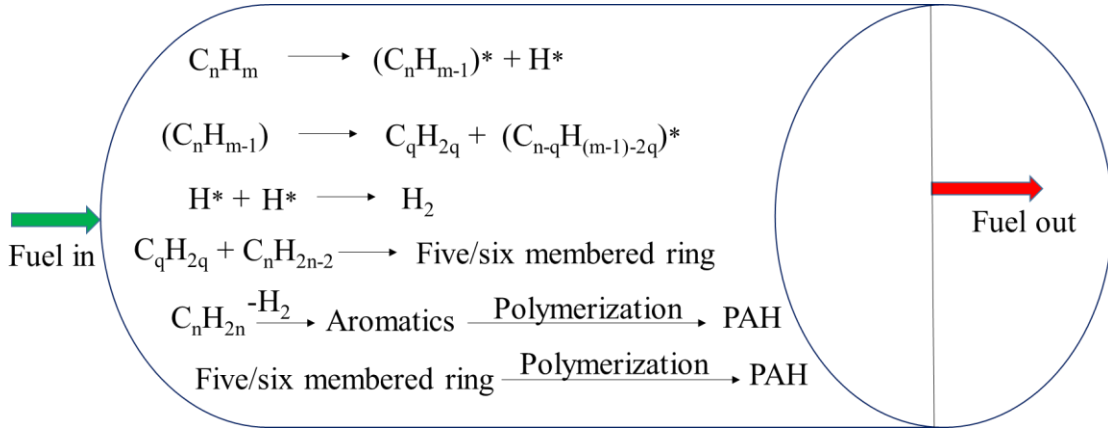 CnHm → (CnHm-1)* + H*
(CnHm-1) → CqH2q + (Cn-qH(m-1)-2q)*
H* + H* → H2
Fuel in
Fuel out
CqH2q + CnH2n-2 → Five/six membered ring
CnH2n -H2 → Aromatics Polymerization → PAH
Five/six membered ring Polymerization → PAH